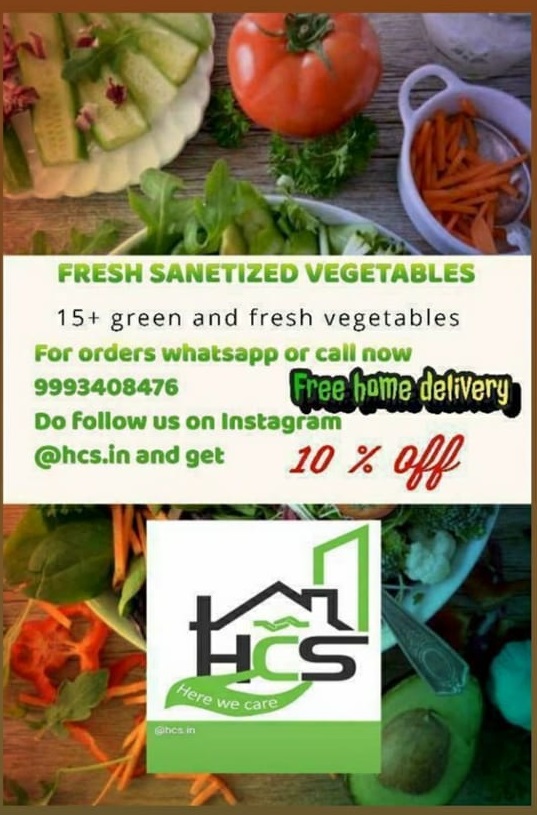 FRESH SANETIZED VEGETABLES
15+ green and fresh vegetables
For orders whatsapp or call now
9993408476
Free home delivery
Do follow us on Instagram
@hcs.in and get
10 % off
HCS
Here we care
@hcs.in